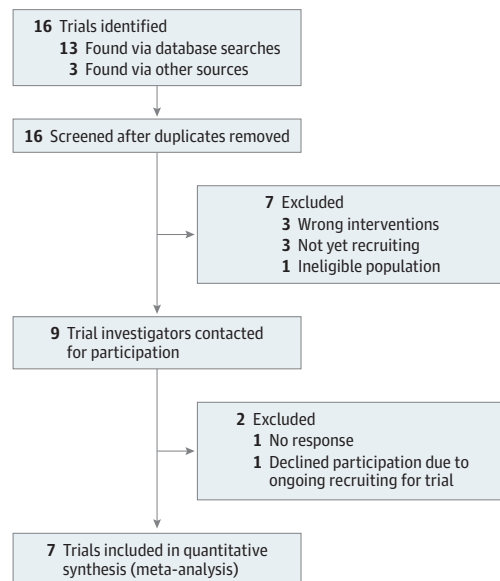 16 Trials identified
13 Found via database searches
3 Found via other sources
16 Screened after duplicates removed
7 Excluded
3 Wrong interventions
3 Not yet recruiting
1 Ineligible population
9 Trial investigators contacted
for participation
2 Excluded
1 No response
1 Declined participation due to
ongoing recruiting for trial
7 Trials included in quantitative
synthesis (meta-analysis)